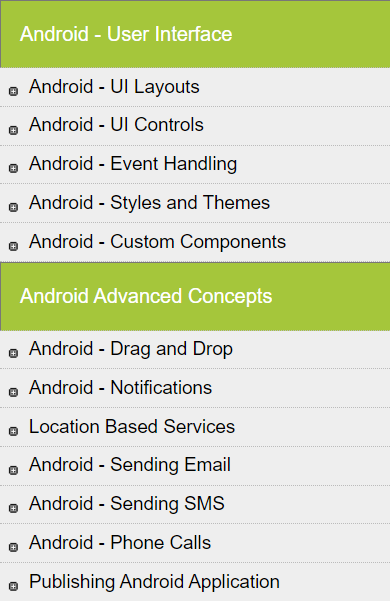 Android - User Interface
Android - UI Layouts
Android - UI Controls
Android - Event Handling
Android - Styles and Themes
Android - Custom Components
Android Advanced Concepts
Android - Drag and Drop
Android - Notifications
Location Based Services
Android - Sending Email
Android - Sending SMS
Android - Phone Calls
Publishing Android Application